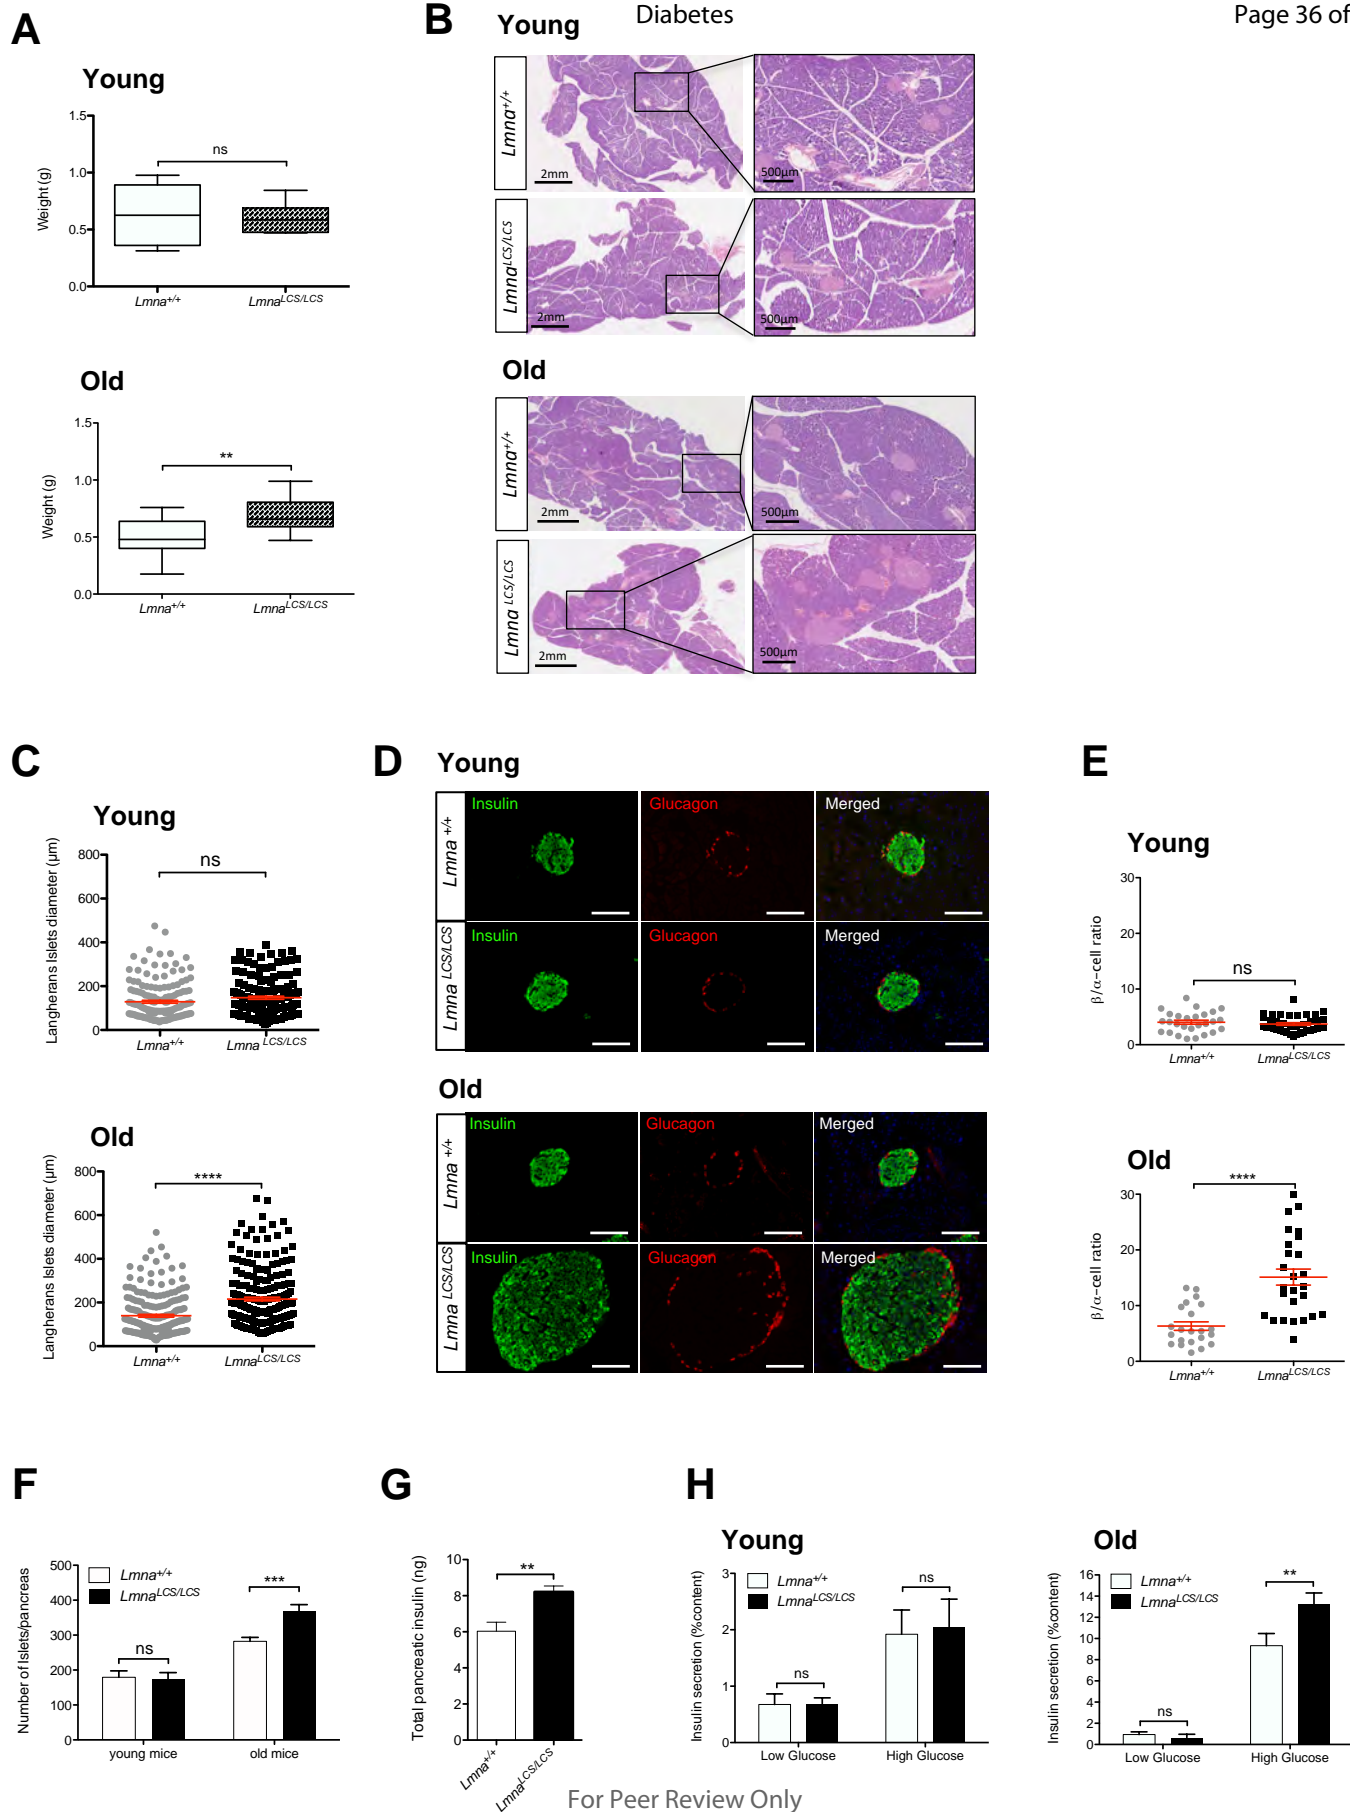 Diabetes
Page 36 of
A
Young
1.5
1.0
0.5
0.0
Weight (g)
ns
Lmna+/+
LmnaLCS/LCS
Old
1.5
1.0
0.5
0.0
Weight (g)
**
Lmna+/+
LmnaLCS/LCS
B
Young
Lmna+/+
2mm
500µm
LmnaLCS/LCS
2mm
500µm
Old
Lmna+/+
2mm
500µm
Lmna LCS/LCS
2mm
500µm
C
Young
800
600
400
200
0
Langherans Islets diameter (µm)
ns
Lmna+/+
Lmna LCS/LCS
Old
800
600
400
200
0
Langherans Islets diameter (µm)
****
Lmna+/+
LmnaLCS/LCS
D
Young
Lmna +/+
Insulin
Glucagon
Merged
Lmna LCS/LCS
Insulin
Glucagon
Merged
Old
Lmna +/+
Insulin
Glucagon
Merged
Lmna LCS/LCS
Insulin
Glucagon
Merged
E
Young
30
20
10
0
β/α-cell ratio
ns
Lmna+/+
LmnaLCS/LCS
Old
30
20
10
0
β/α-cell ratio
****
Lmna+/+
LmnaLCS/LCS
F
500
400
300
200
100
0
Number of Islets/pancreas
Lmna+/+
LmnaLCS/LCS
ns
***
young mice
old mice
G
10
8
6
4
2
0
Total pancreatic insulin (ng)
**
Lmna+/+
LmnaLCS/LCS
H
Young
3
2
1
0
Insulin secretion (%content)
Lmna+/+
LmnaLCS/LCS
ns
ns
Low Glucose
High Glucose
Old
16
14
12
10
8
6
4
2
0
Insulin secretion (%content)
Lmna+/+
LmnaLCS/LCS
ns
**
Low Glucose
High Glucose
For Peer Review Only